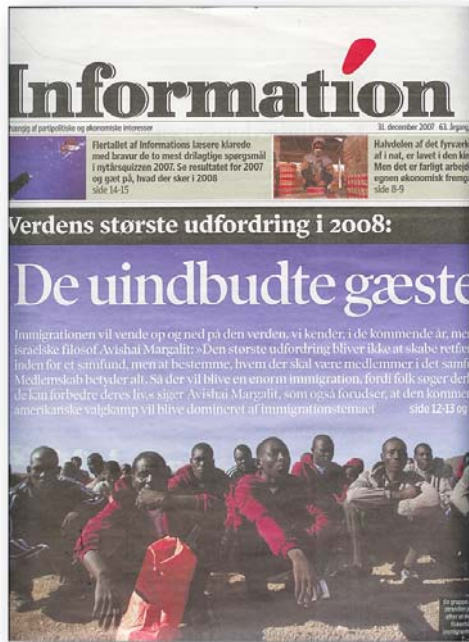 Information
hængig af partipolitiske og økonomiske interesser
31. december 2007 63. årgang
Flertallet af Informations læsere klarede
med bravur de to mest drilagtige spørgsmål
i nytårsquizzen 2007. Se resultatet for 2007
og gæt på, hvad der sker i 2008
side 14-15
Halvdelen af det fyrværk
af i nat, er lavet i den kin
Men det er farligt arbejd
egnen økonomisk fremga
side 8-9
Verdens største udfordring i 2008:
De uindbudte gæste
Immigrationen vil vende op og ned på den verden, vi kender, i de kommende år, men
israelske filosof Avishai Margalit: »Den største udfordring bliver ikke at skabe retfær
inden for et samfund, men at bestemme, hvem der skal være medlemmer i det samfu
Medlemskab betyder alt. Så der vil blive en enorm immigration, fordi folk søger derh
de kan forbedre deres liv,« siger Avishai Margalit, som også forudser, at den kommen
amerikanske valgkamp vil blive domineret af immigrationstemaet side 12-13 og
En gruppe